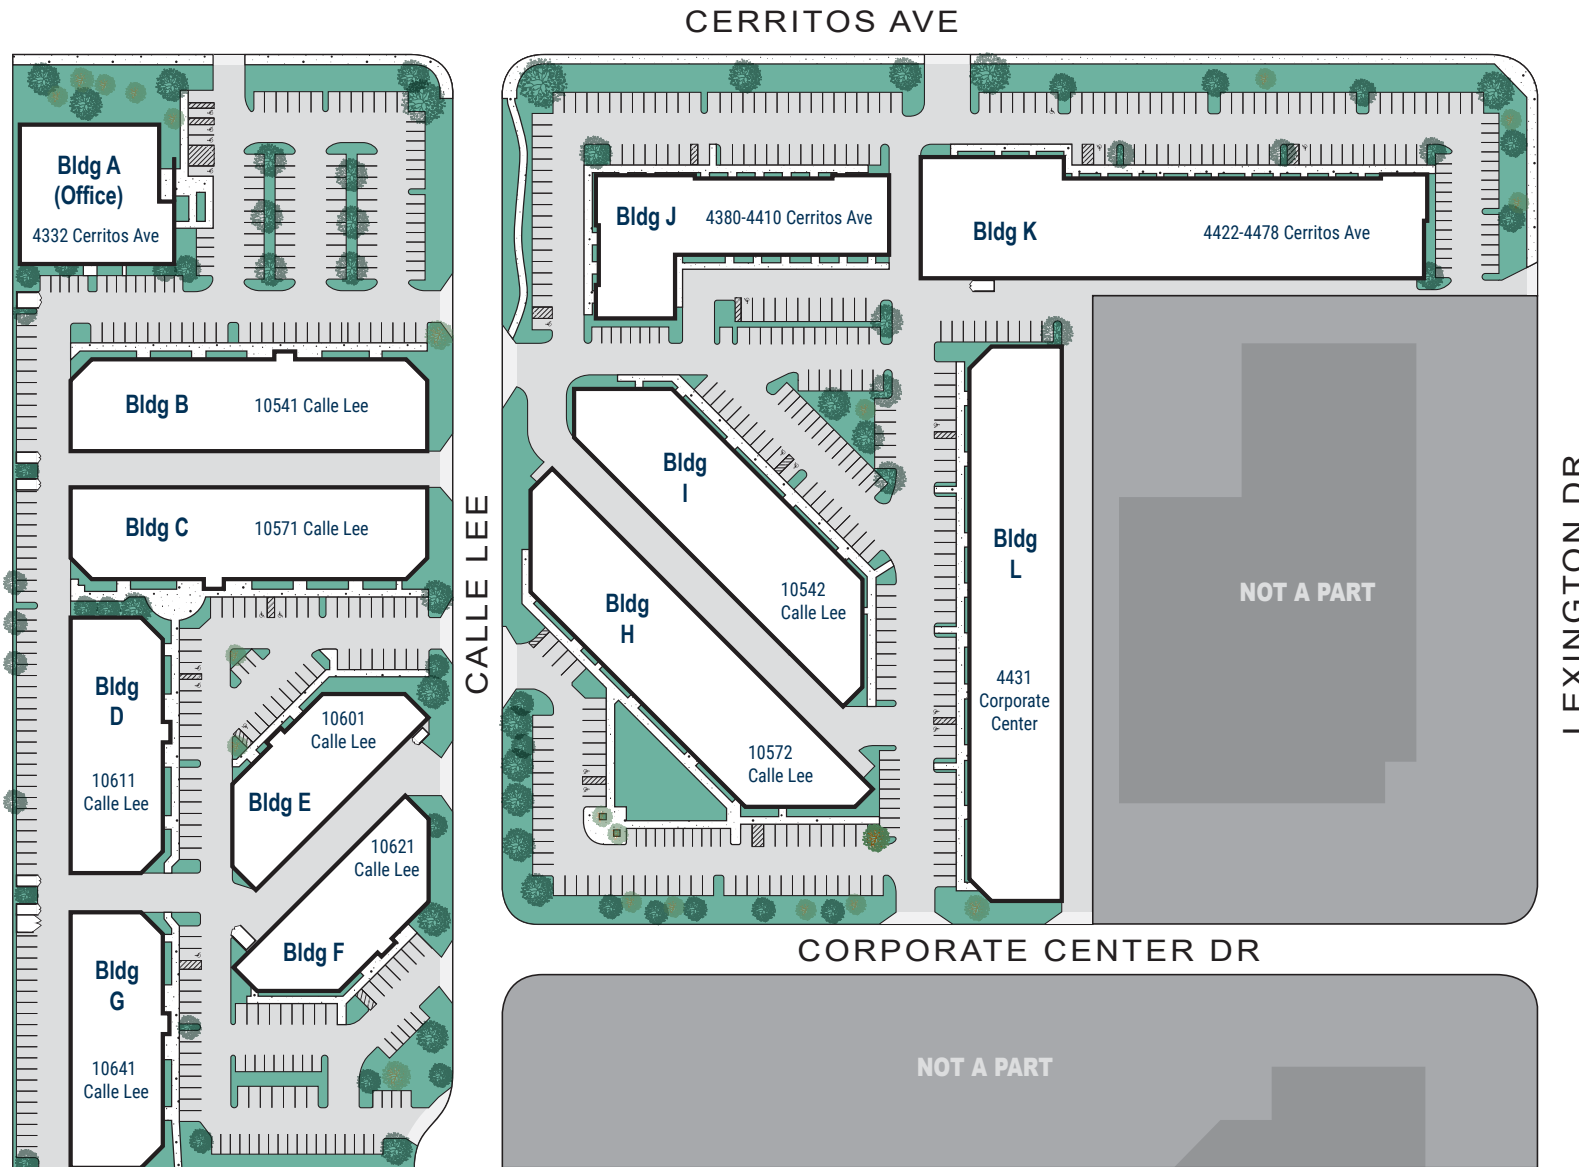 CERRITOS AVE
Bldg A
(Office)
4332 Cerritos Ave
Bldg J
4380-4410 Cerritos Ave
Bldg K
4422-4478 Cerritos Ave
Bldg B
10541 Calle Lee
Bldg C
10571 Calle Lee
CALLE LEE
Bldg
I
10542
Calle Lee
Bldg
H
10572
Calle Lee
Bldg
L
4431
Corporate
Center
NOT A PART
LEXINGTON DR
Bldg
D
10611
Calle Lee
10601
Calle Lee
Bldg E
10621
Calle Lee
Bldg F
Bldg
G
10641
Calle Lee
CORPORATE CENTER DR
NOT A PART